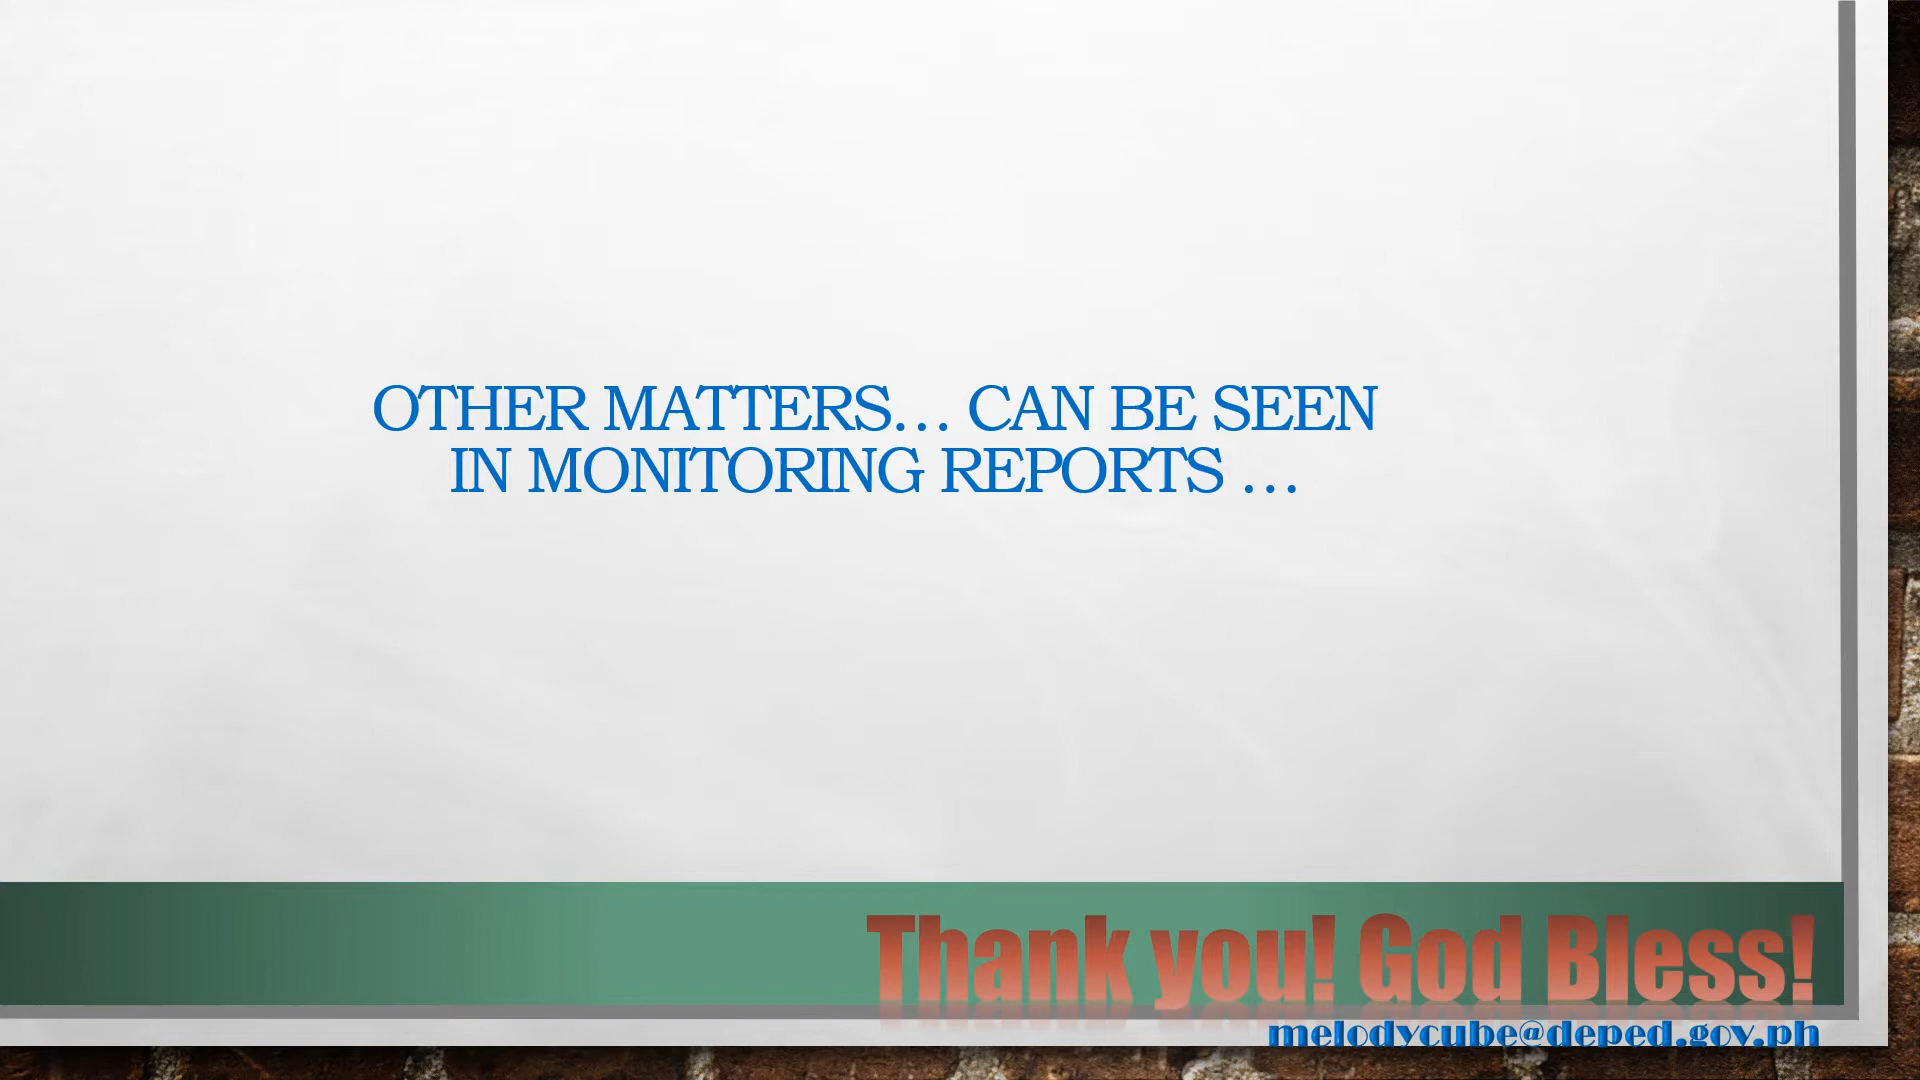 OTHER MATTERS… CAN BE SEEN
IN MONITORING REPORTS …
Thank you! God Bless!
melodycube@deped.gov.ph